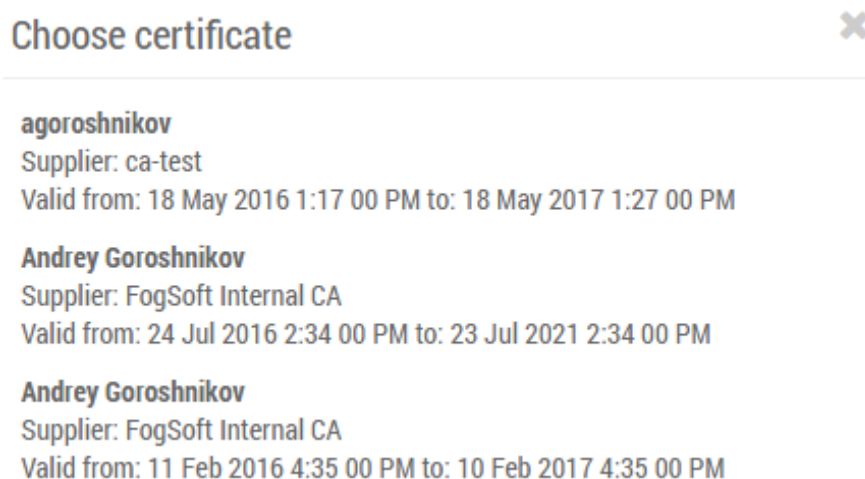 Choose certificate
agoroshnikov
Supplier: ca-test
Valid from: 18 May 2016 1:17 00 PM to: 18 May 2017 1:27 00 PM
Andrey Goroshnikov
Supplier: FogSoft Internal CA
Valid from: 24 Jul 2016 2:34 00 PM to: 23 Jul 2021 2:34 00 PM
Andrey Goroshnikov
Supplier: FogSoft Internal CA
Valid from: 11 Feb 2016 4:35 00 PM to: 10 Feb 2017 4:35 00 PM